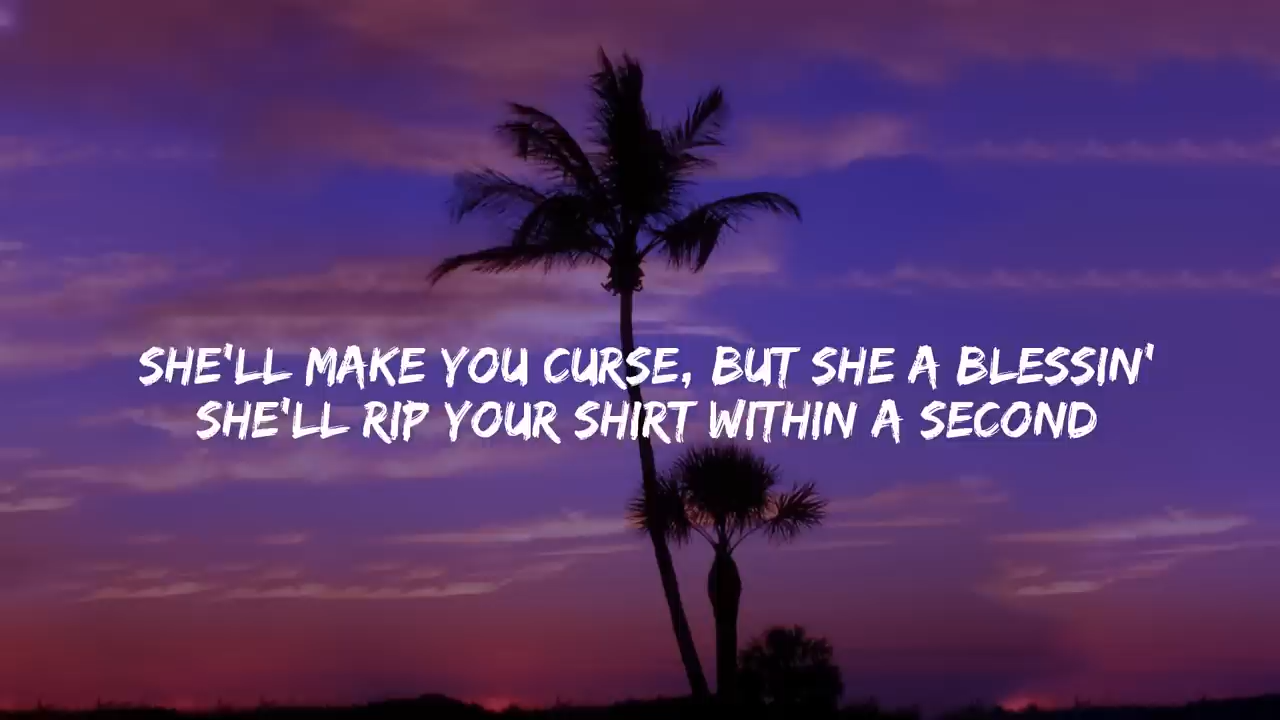 SHE'LL MAKE YOU CURSE, BUT SHE A BLESSIN'
SHE'LL RIP YOUR SHIRT WITHIN A SECOND